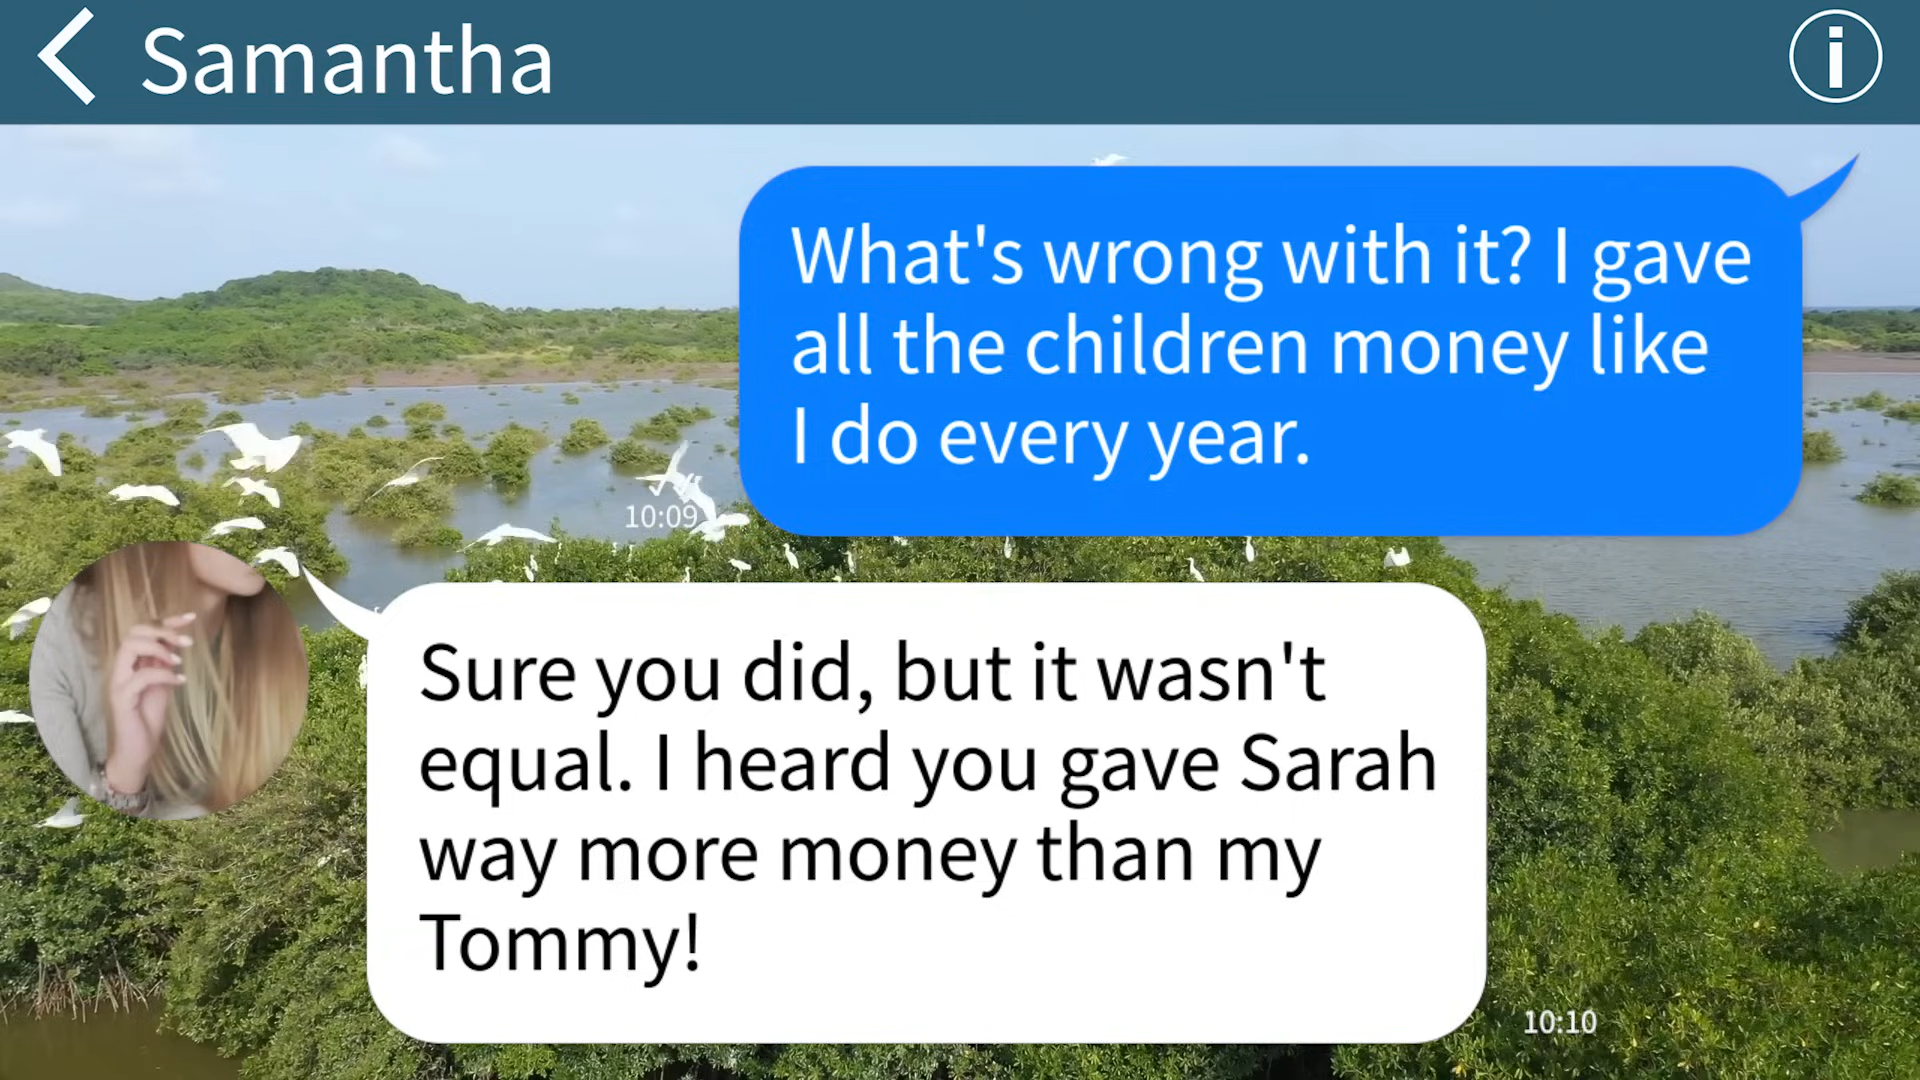 Samantha
What's wrong with it? I gave
all the children money like
I do every year.
10:09
Sure you did, but it wasn't
equal. I heard you gave Sarah
way more money than my
Tommy!
10:10